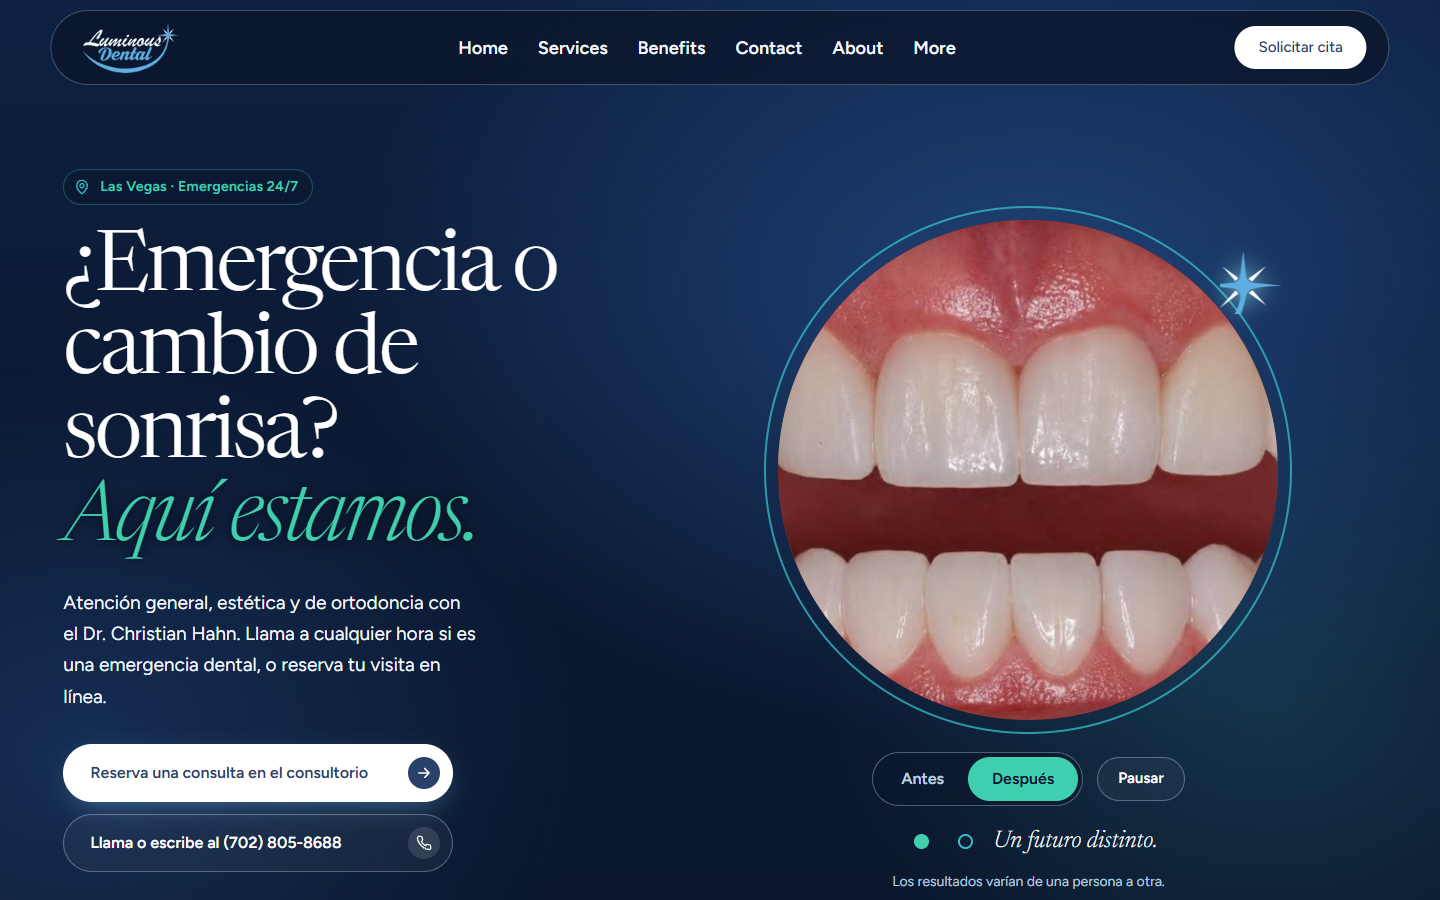 Luminous
Dental
Home
Services
Benefits
Contact
About
More
Solicitar cita
Las Vegas · Emergencias 24/7
¿Emergencia o
cambio de
sonrisa?
Aquí estamos.
Atención general, estética y de ortodoncia con
el Dr. Christian Hahn. Llama a cualquier hora si es
una emergencia dental, o reserva tu visita en
línea.
Reserva una consulta en el consultorio
Llama o escribe al (702) 805-8688
Antes
Después
Pausar
Un futuro distinto.
Los resultados varían de una persona a otra.